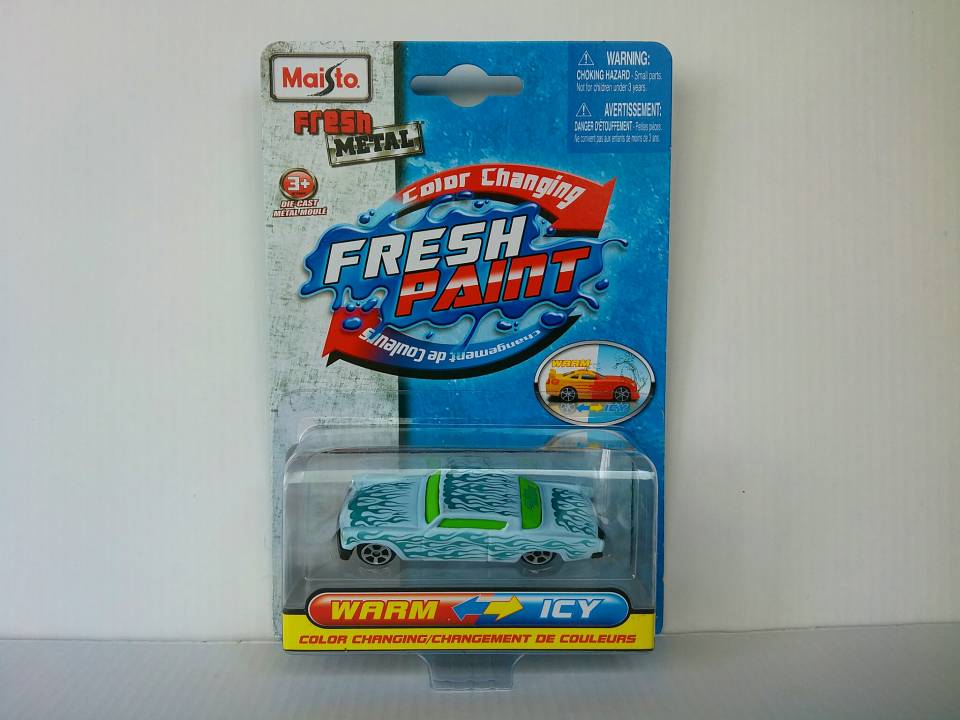 Maisto
Fresh
METAL
3+
DIE CAST
METAL MOULÉ
WARNING:
CHOKING HAZARD - Small parts.
Not for children under 3 years.
AVERTISSEMENT:
DANGER D'ÉTOUFFEMENT - Petites pièces.
Ne convient pas aux enfants de moins de 3 ans.
Color Changing
FRESH
PAINT
changement de Couleurs
WARM
ICY
WARM ICY
COLOR CHANGING/CHANGEMENT DE COULEURS